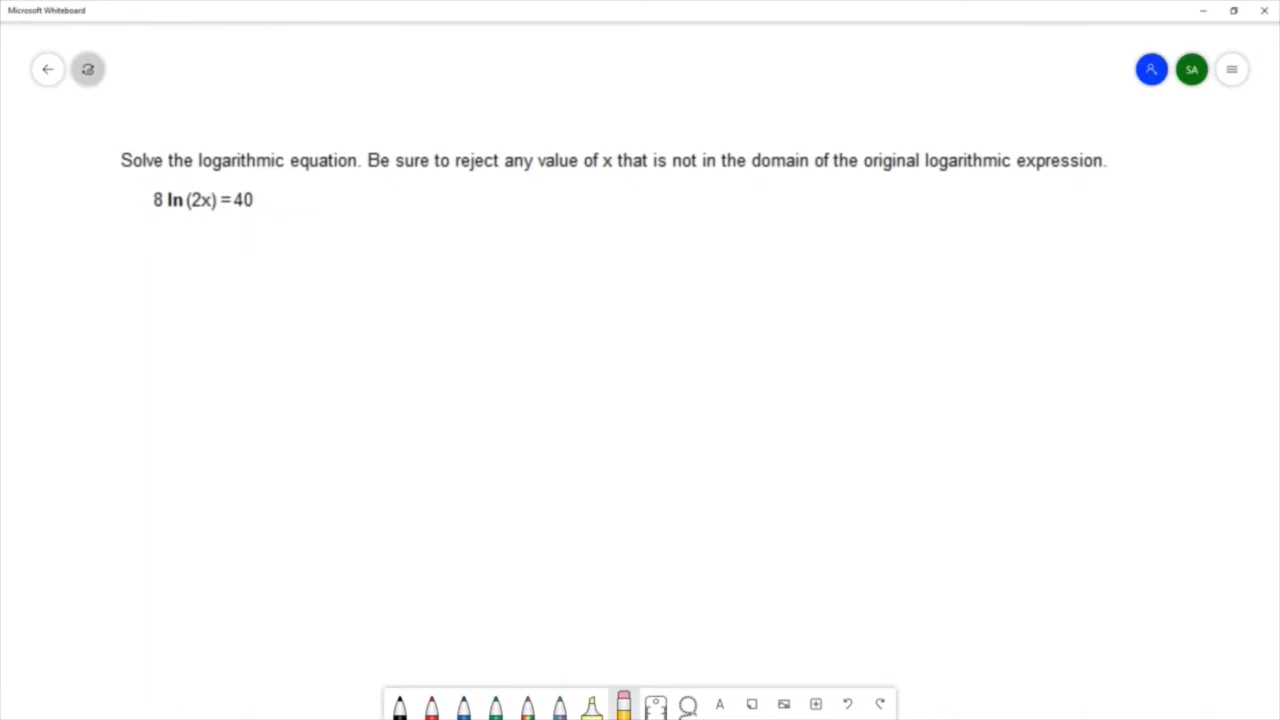 Microsoft Whiteboard
SA
Solve the logarithmic equation. Be sure to reject any value of x that is not in the domain of the original logarithmic expression.
8 ln (2x) = 40
A